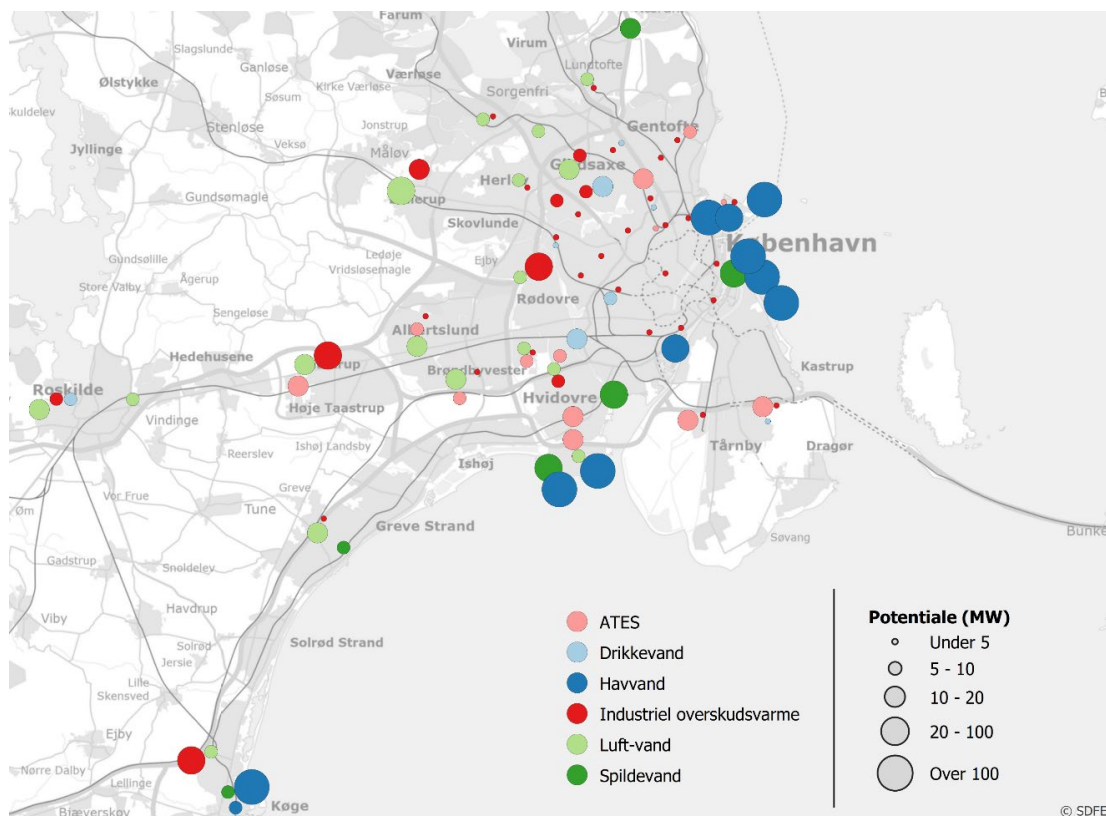 Farum
Slagslunde
Virum
Ganløse
Lundtofte
Værløse
Ølstykke
Kirke Værløse
Sorgenfri
Søsum
Stenløse
Jonstrup
Gentofte
Jyllinge
Veksø
Måløv
Herlev
Gundsømagle
Skovlunde
København
Ledøje
Ejby
Gundsølille
Vridsløsemagle
Ågerup
Store Valby
Rødovre
Sengeløse
Albertslund
Hedehusene
Kastrup
Brøndbyvester
Roskilde
Hvidovre
Høje Taastrup
Vindinge
Ishøj Landsby
Tårnby
Dragør
Reerslev
Ishøj
Greve
Vor Frue
Tune
Øm
Greve Strand
Søvang
Bunke
Gadstrup
Snoldelev
Havdrup
Viby
Solrød
Solrød Strand
Jersie
Lille
Skensved
Ejby
Nørre Dalby
Lellinge
Køge
Bjæverskov
ATES
Drikkevand
Havvand
Industriel overskudsvarme
Luft-vand
Spildevand
Potentiale (MW)
Under 5
5 - 10
10 - 20
20 - 100
Over 100
© SDFE